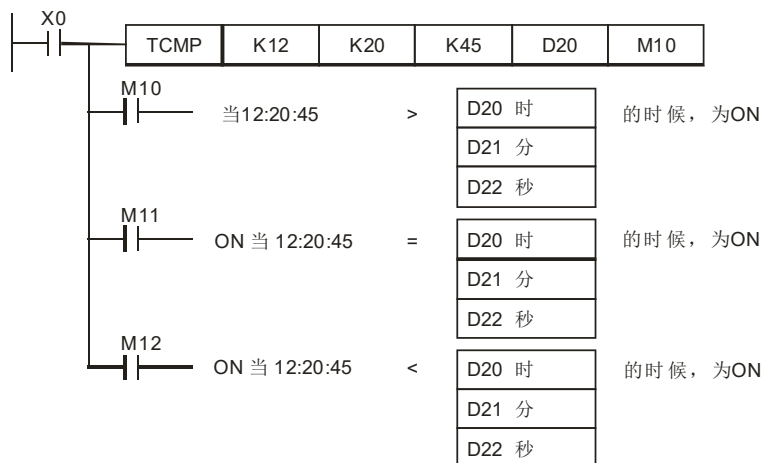 X0
TCMP K12 K20 K45 D20 M10
M10
当12:20:45 > D20 时 的时候，为ON
D21 分
D22 秒
M11
ON 当 12:20:45 = D20 时 的时候，为ON
D21 分
D22 秒
M12
ON 当 12:20:45 < D20 时 的时候，为ON
D21 分
D22 秒